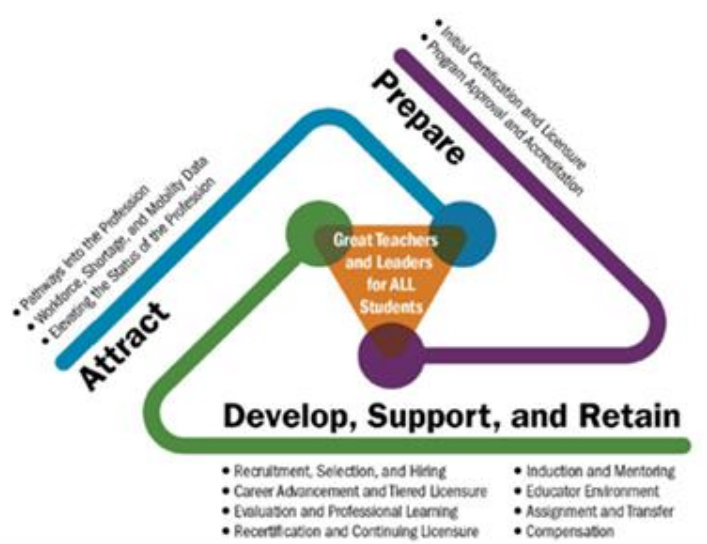 Prepare
• Initial Certification and Licensure
• Program Approval and Accreditation
Attract
• Pathways Into the Profession
• Workforce, Shortage, and Mobility Data
• Elevating the Status of the Profession
Great Teachers
and Leaders
for ALL
Students
Develop, Support, and Retain
• Recruitment, Selection, and Hiring
• Career Advancement and Tiered Licensure
• Evaluation and Professional Learning
• Recertification and Continuing Licensure
• Induction and Mentoring
• Educator Environment
• Assignment and Transfer
• Compensation